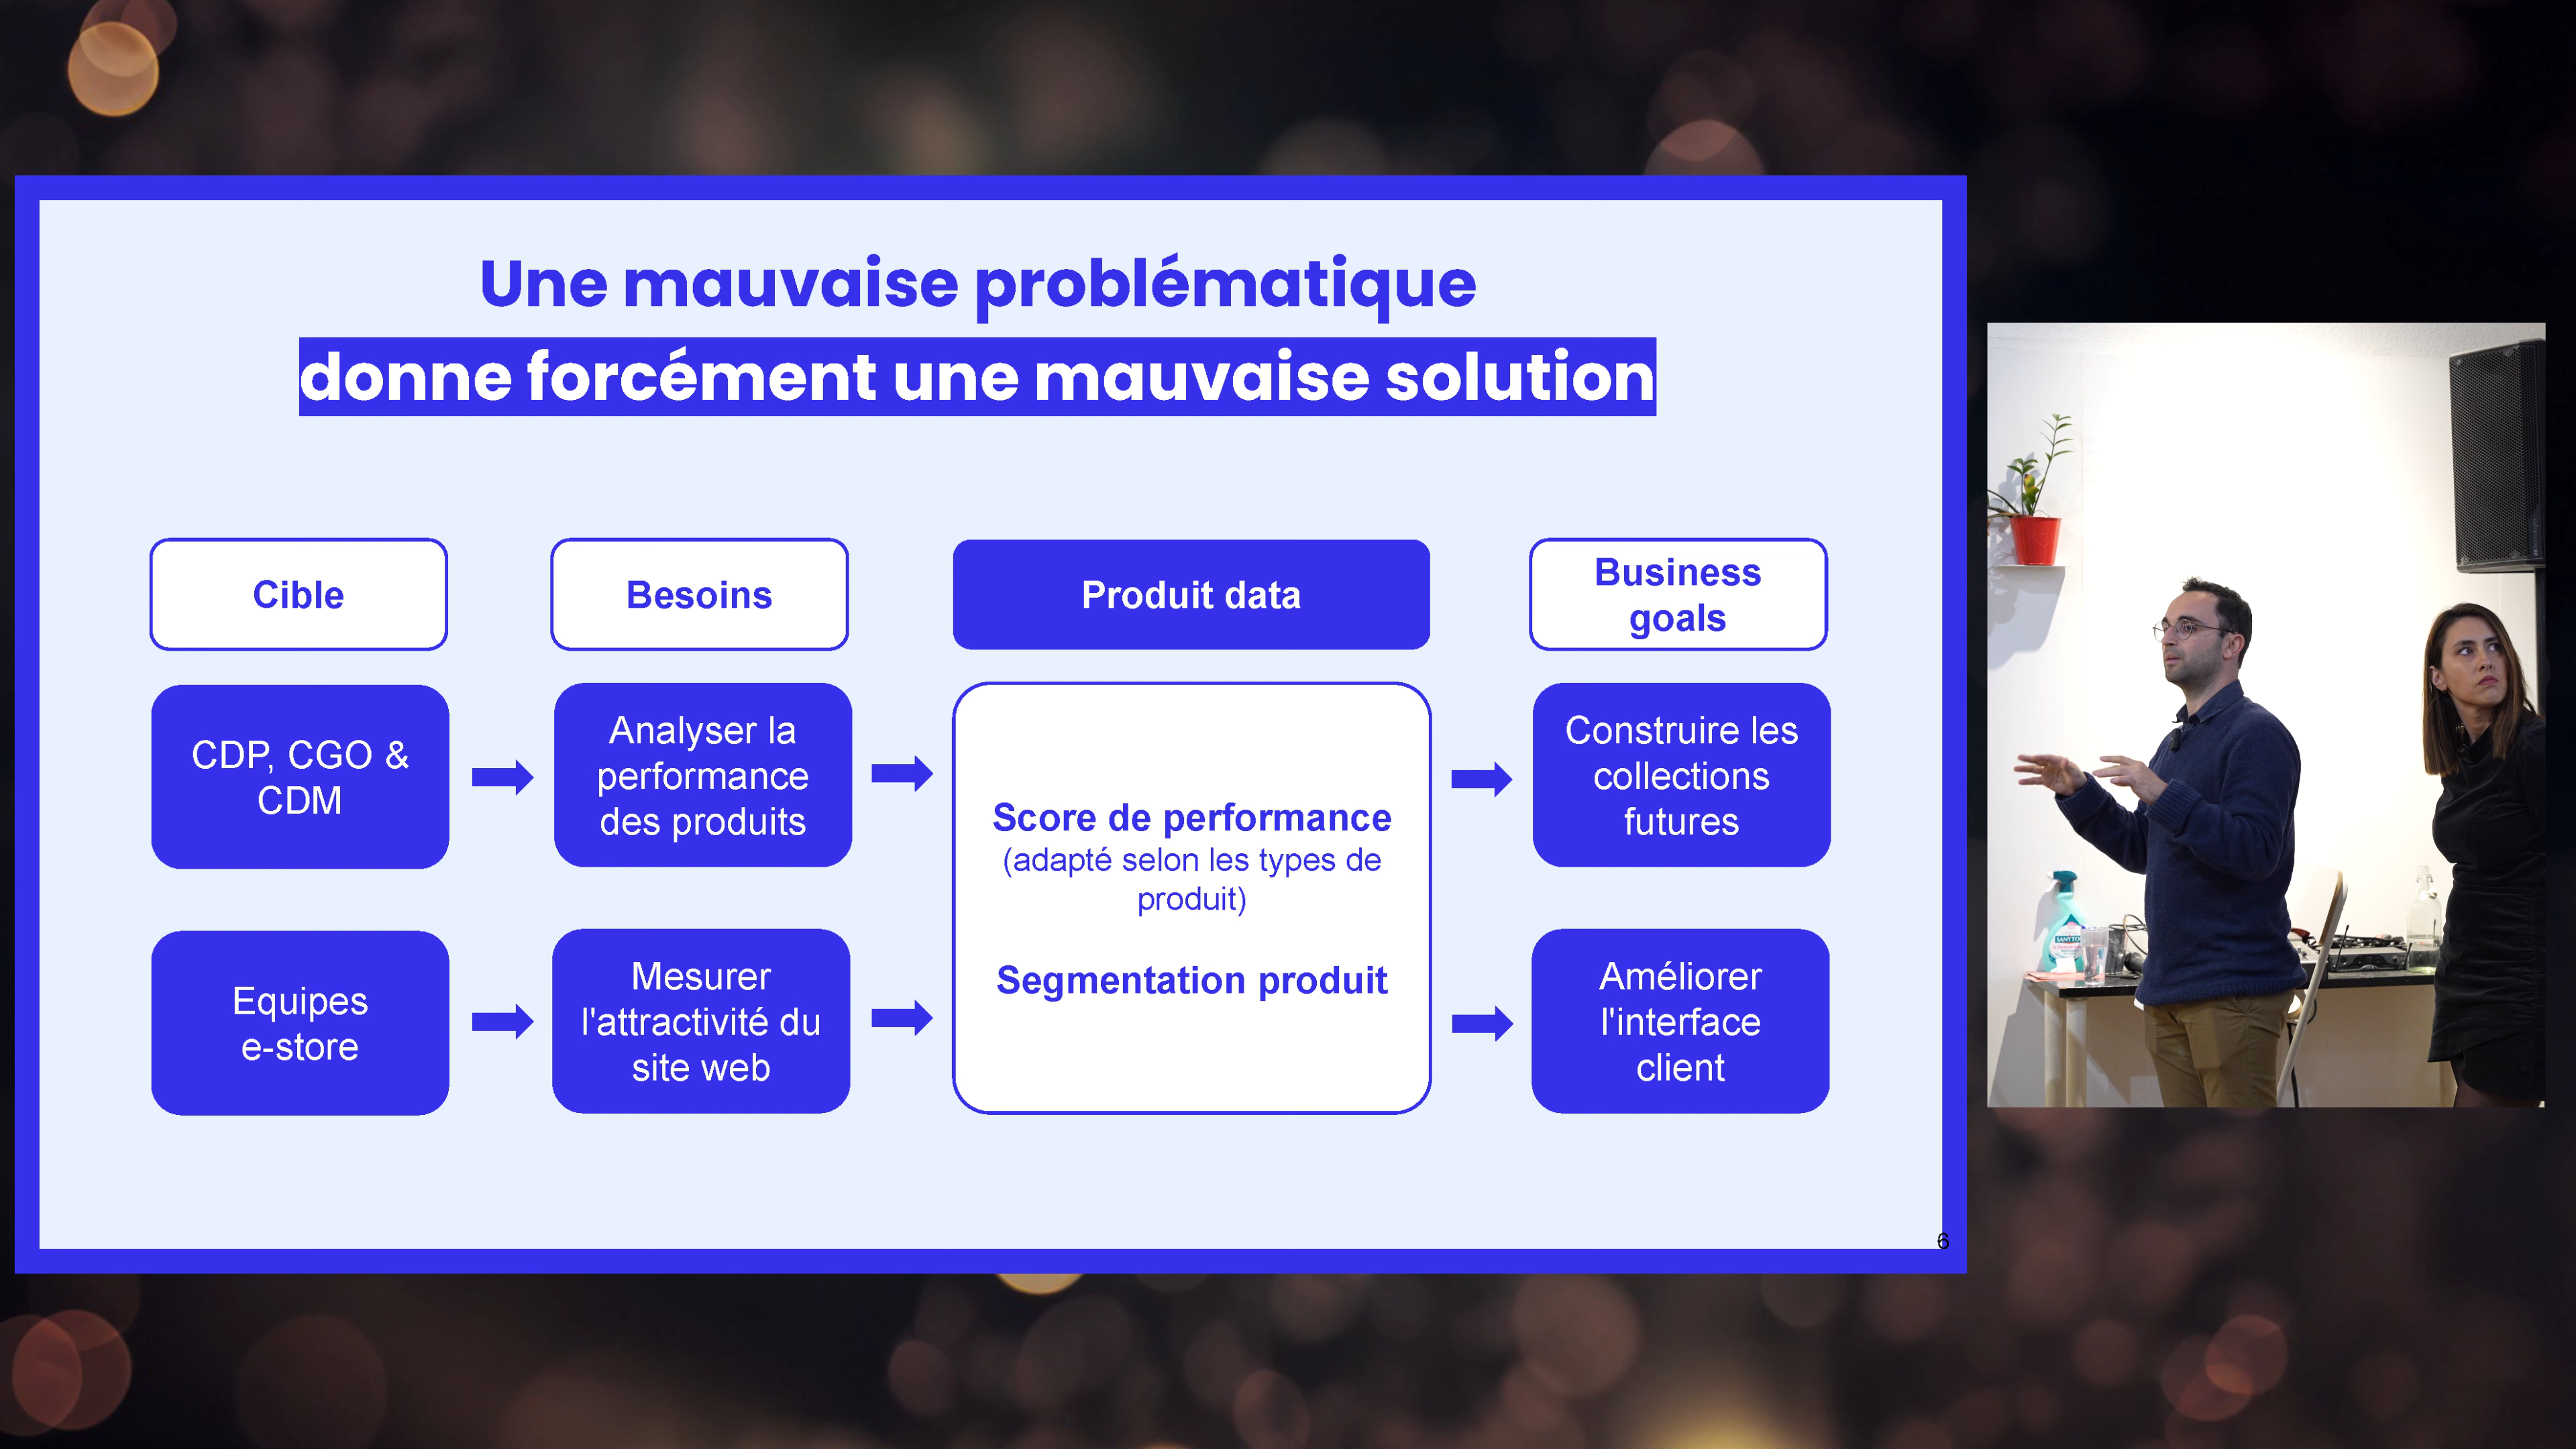 Une mauvaise problématique
donne forcément une mauvaise solution
Cible
Besoins
Produit data
Business
goals
CDP, CGO &
CDM
Analyser la
performance
des produits
Score de performance
(adapté selon les types de
produit)
Segmentation produit
Construire les
collections
futures
Equipes
e-store
Mesurer
l'attractivité du
site web
Améliorer
l'interface
client
6
SANYTOL